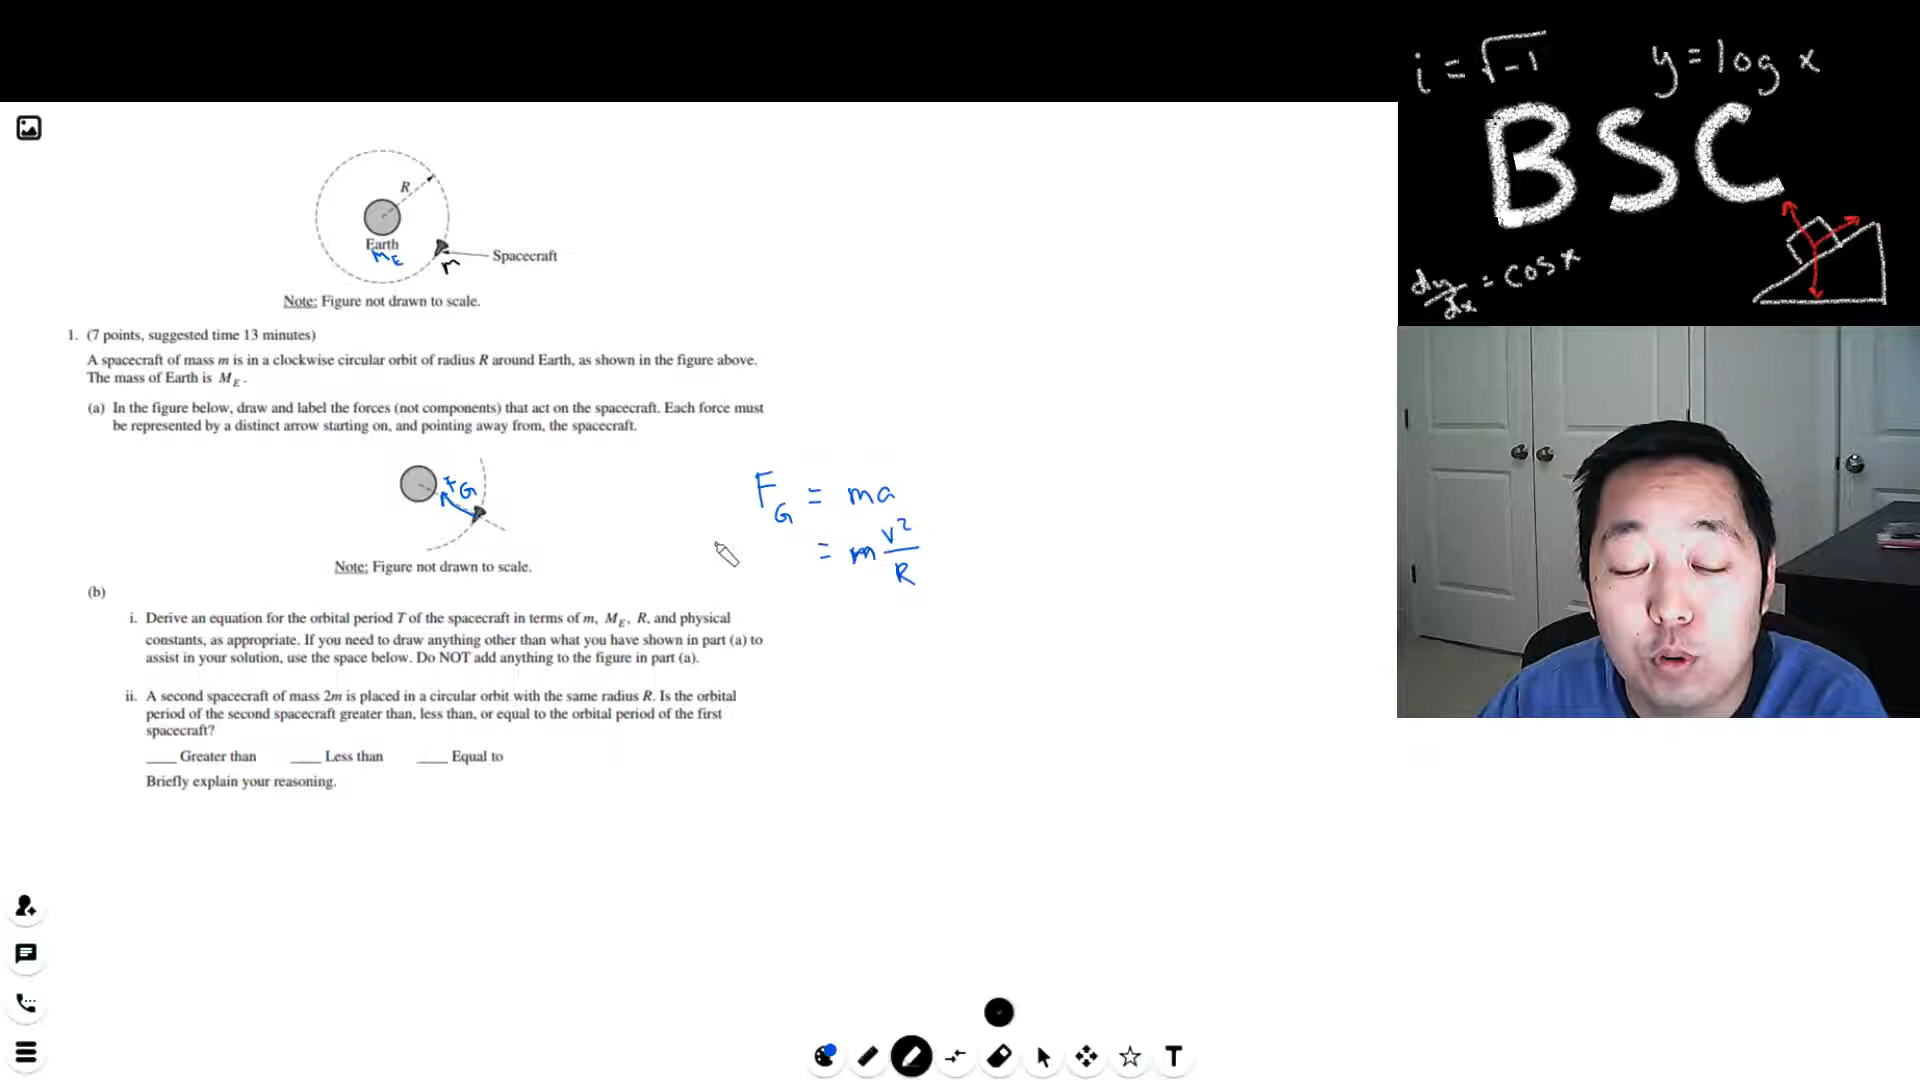 i = √-1
y = log x
BSC
dy/dx = cos x
R
Earth
M_E
m
Spacecraft
Note: Figure not drawn to scale.
1. (7 points, suggested time 13 minutes)
A spacecraft of mass m is in a clockwise circular orbit of radius R around Earth, as shown in the figure above.
The mass of Earth is M_E.
(a) In the figure below, draw and label the forces (not components) that act on the spacecraft. Each force must
be represented by a distinct arrow starting on, and pointing away from, the spacecraft.
F_G
F_G = ma
= m v²/R
Note: Figure not drawn to scale.
(b)
i. Derive an equation for the orbital period T of the spacecraft in terms of m, M_E, R, and physical
constants, as appropriate. If you need to draw anything other than what you have shown in part (a) to
assist in your solution, use the space below. Do NOT add anything to the figure in part (a).
ii. A second spacecraft of mass 2m is placed in a circular orbit with the same radius R. Is the orbital
period of the second spacecraft greater than, less than, or equal to the orbital period of the first
spacecraft?
____ Greater than ____ Less than ____ Equal to
Briefly explain your reasoning.
T